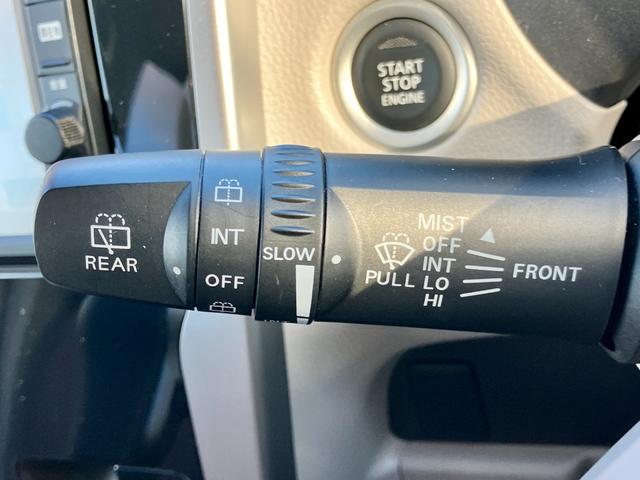 START
STOP
ENGINE
REAR
INT
OFF
SLOW
PULL
MIST
OFF
INT
LO
HI
FRONT